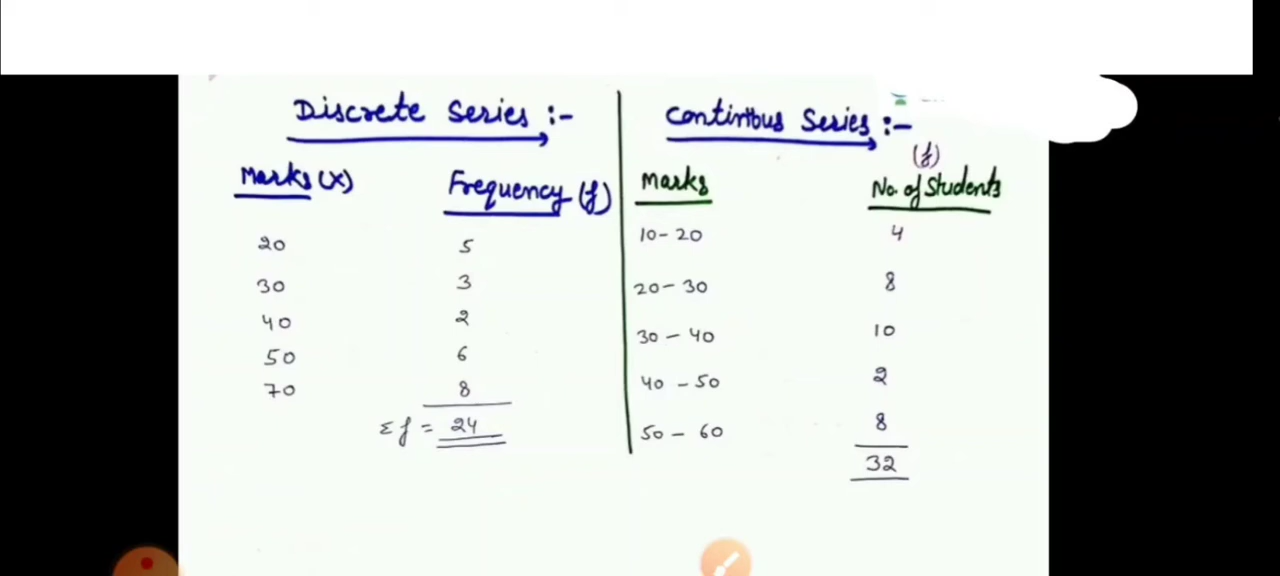 Discrete Series :-
Marks (X) Frequency (f)
20 5
30 3
40 2
50 6
70 8
Σf = 24
Continuous Series :-
(f)
Marks No. of Students
10-20 4
20-30 8
30-40 10
40-50 2
50-60 8
32